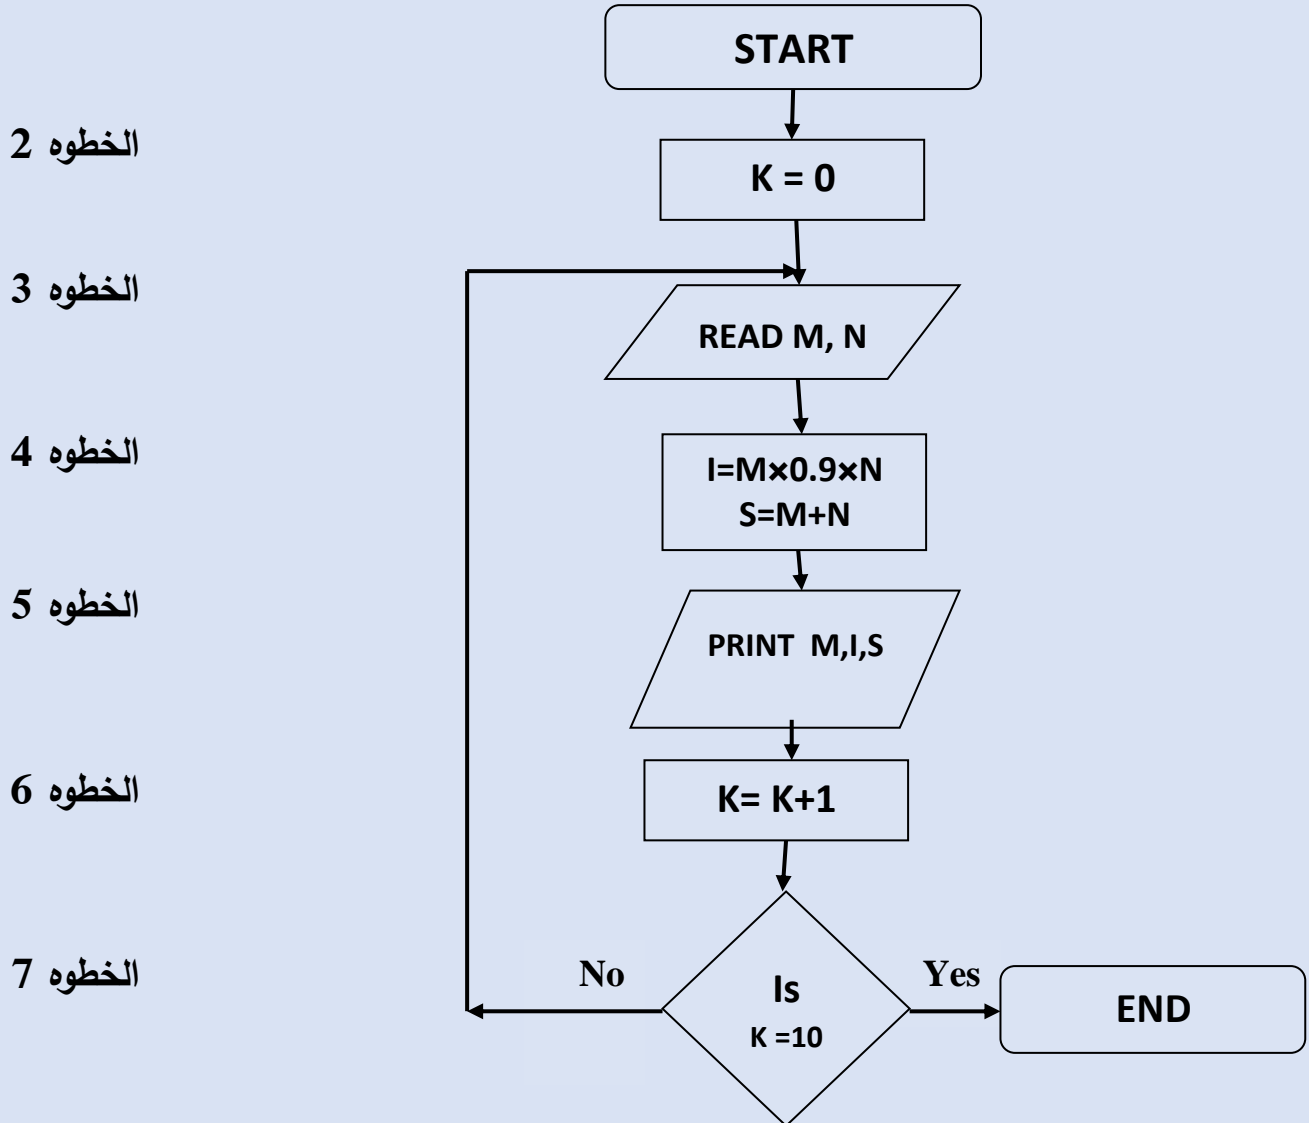 START
الخطوه 2
K = 0
الخطوه 3
READ M, N
الخطوه 4
I=M×0.9×N
S=M+N
الخطوه 5
PRINT M,I,S
الخطوه 6
K= K+1
الخطوه 7
No
Is
K =10
Yes
END